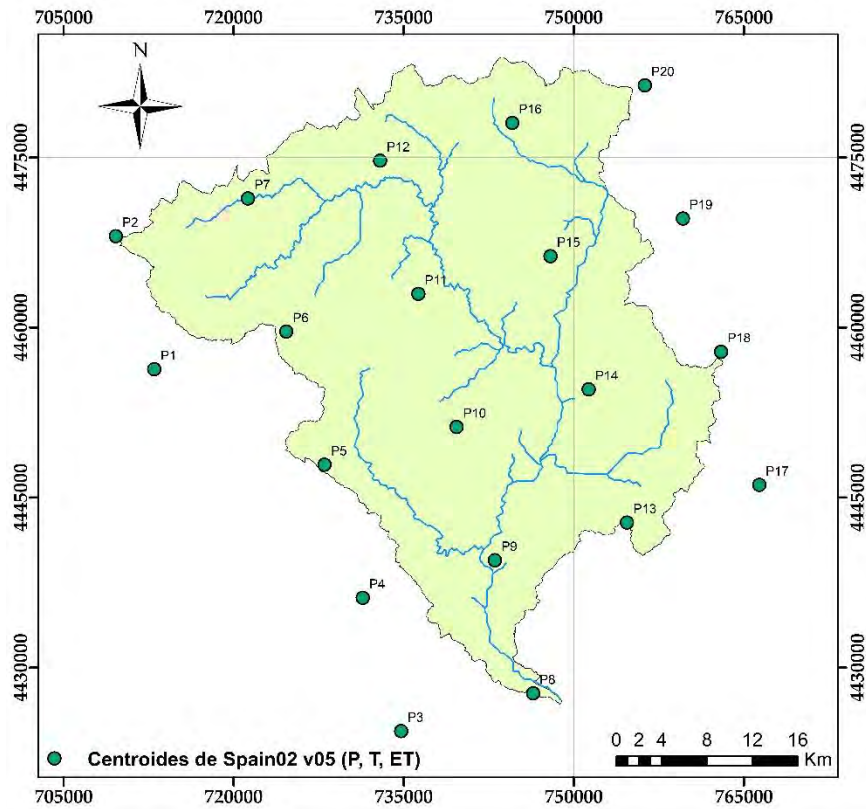 705000 720000 735000 750000 765000
N
P20
P16
4475000 P12 4475000
P7
P19
P2
P15
P11
4460000 P6 4460000
P18
P1
P14
P10
P5
P17
4445000 4445000
P13
P9
P4
4430000 4430000
P8
P3
0 2 4 8 12 16
Centroides de Spain02 v05 (P, T, ET) Km
705000 720000 735000 750000 765000